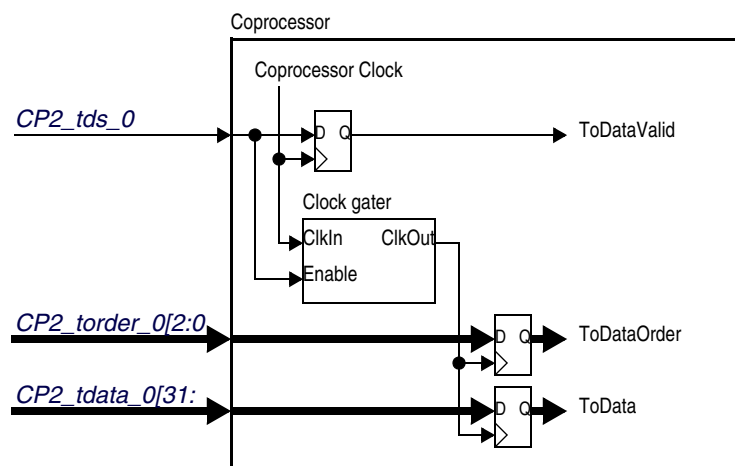 Coprocessor
Coprocessor Clock
CP2_tds_0
D Q
ToDataValid
Clock gater
ClkIn ClkOut
Enable
CP2_torder_0[2:0
D Q
ToDataOrder
CP2_tdata_0[31:
D Q
ToData